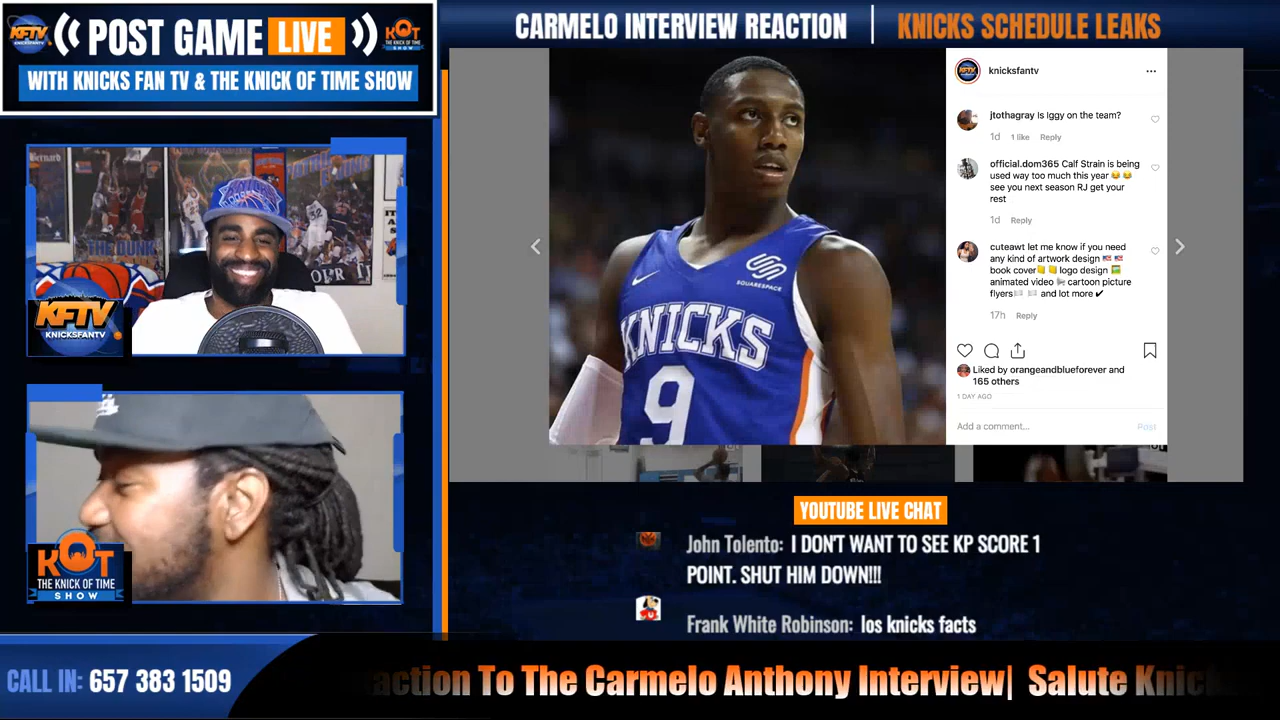 KFTV
KNICKSFANTV
POST GAME LIVE
KOT
THE KNICK OF TIME
SHOW
WITH KNICKS FAN TV & THE KNICK OF TIME SHOW
CARMELO INTERVIEW REACTION
KNICKS SCHEDULE LEAKS
Bernard
THE DUNK
32
KFTV
KNICKSFANTV
KOT
THE KNICK OF TIME
SHOW
SQUARESPACE
KNICKS
9
knicksfantv
jtothagray Is Iggy on the team?
1d 1 like Reply
official.dom365 Calf Strain is being
used way too much this year 😂😂
see you next season RJ get your
rest
1d Reply
cuteawt let me know if you need
any kind of artwork design 🇺🇸 🇺🇸
book cover logo design
animated video cartoon picture
flyers and lot more ✔
17h Reply
Liked by orangeandblueforever and
165 others
1 DAY AGO
Add a comment... Post
YOUTUBE LIVE CHAT
John Tolento: I DON'T WANT TO SEE KP SCORE 1
POINT. SHUT HIM DOWN!!!
Frank White Robinson: los knicks facts
CALL IN: 657 383 1509
action To The Carmelo Anthony Interview| Salute Knic